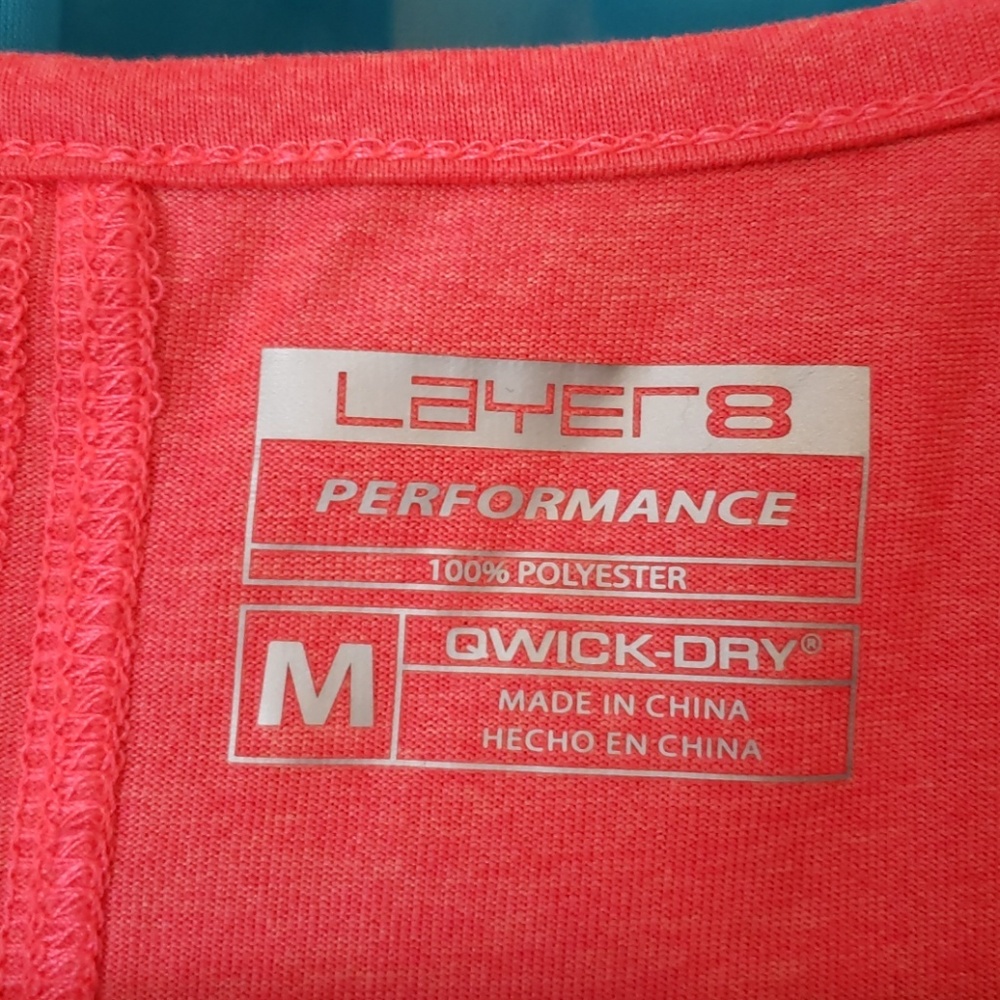 Layer8
PERFORMANCE
100% POLYESTER
M
QWICK-DRY®
MADE IN CHINA
HECHO EN CHINA